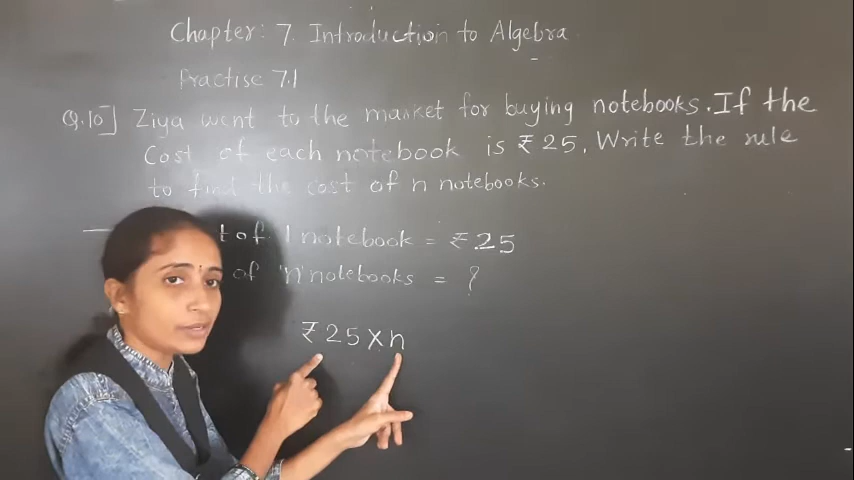 Chapter: 7. Introduction to Algebra
Practise 7.1
Q.10] Ziya went to the market for buying notebooks. If the
Cost of each notebook is ₹25. Write the rule
to find the cost of n notebooks.
of 1 notebook = ₹25
of 'n' notebooks = ?
₹25×n